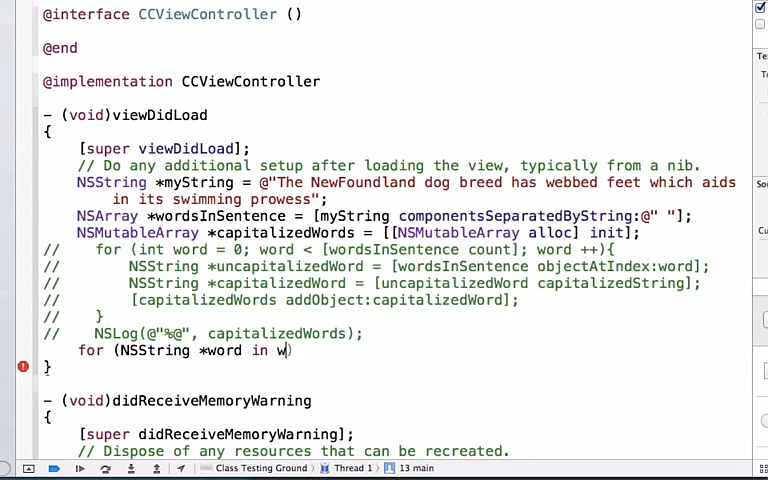 @interface CCViewController ()
@end
@implementation CCViewController
- (void)viewDidLoad
{
[super viewDidLoad];
// Do any additional setup after loading the view, typically from a nib.
NSString *myString = @"The NewFoundland dog breed has webbed feet which aids
in its swimming prowess";
NSArray *wordsInSentence = [myString componentsSeparatedByString:@" "];
NSMutableArray *capitalizedWords = [[NSMutableArray alloc] init];
// for (int word = 0; word < [wordsInSentence count]; word ++){
// NSString *uncapitalizedWord = [wordsInSentence objectAtIndex:word];
// NSString *capitalizedWord = [uncapitalizedWord capitalizedString];
// [capitalizedWords addObject:capitalizedWord];
// }
// NSLog(@"%@", capitalizedWords);
for (NSString *word in w)
}
- (void)didReceiveMemoryWarning
{
[super didReceiveMemoryWarning];
// Dispose of any resources that can be recreated.
Class Testing Ground Thread 1 13 main